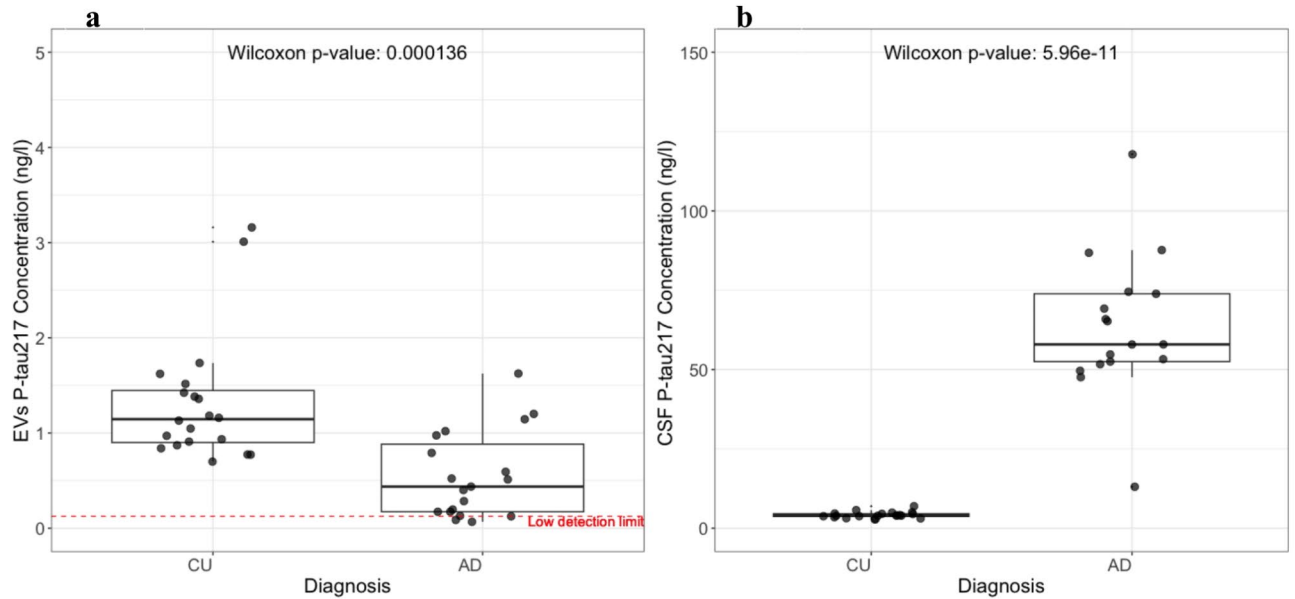 a
Wilcoxon p-value: 0.000136
EVs P-tau217 Concentration (ng/l)
5
4
3
2
1
0
Low detection limit
CU
AD
Diagnosis
b
Wilcoxon p-value: 5.96e-11
CSF P-tau217 Concentration (ng/l)
150
100
50
0
CU
AD
Diagnosis